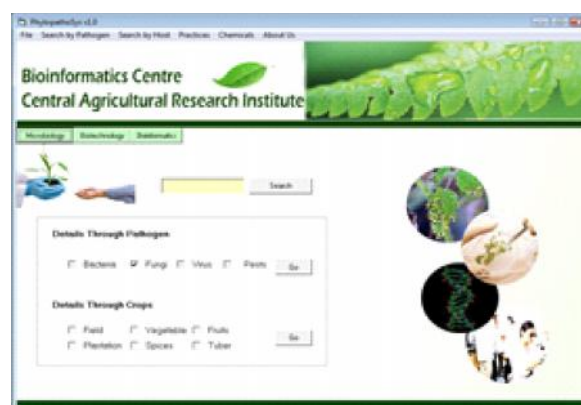 PhytopathoSyn v1.0
File Search by Pathogen Search by Host Practices Chemicals About Us
Bioinformatics Centre
Central Agricultural Research Institute
Microbiology Biotechnology Bioinformatics
Search
Details Through Pathogen
Bacteria Fungi Virus Pests Go
Details Through Crops
Field Vegetable Fruits
Go
Plantation Spices Tuber